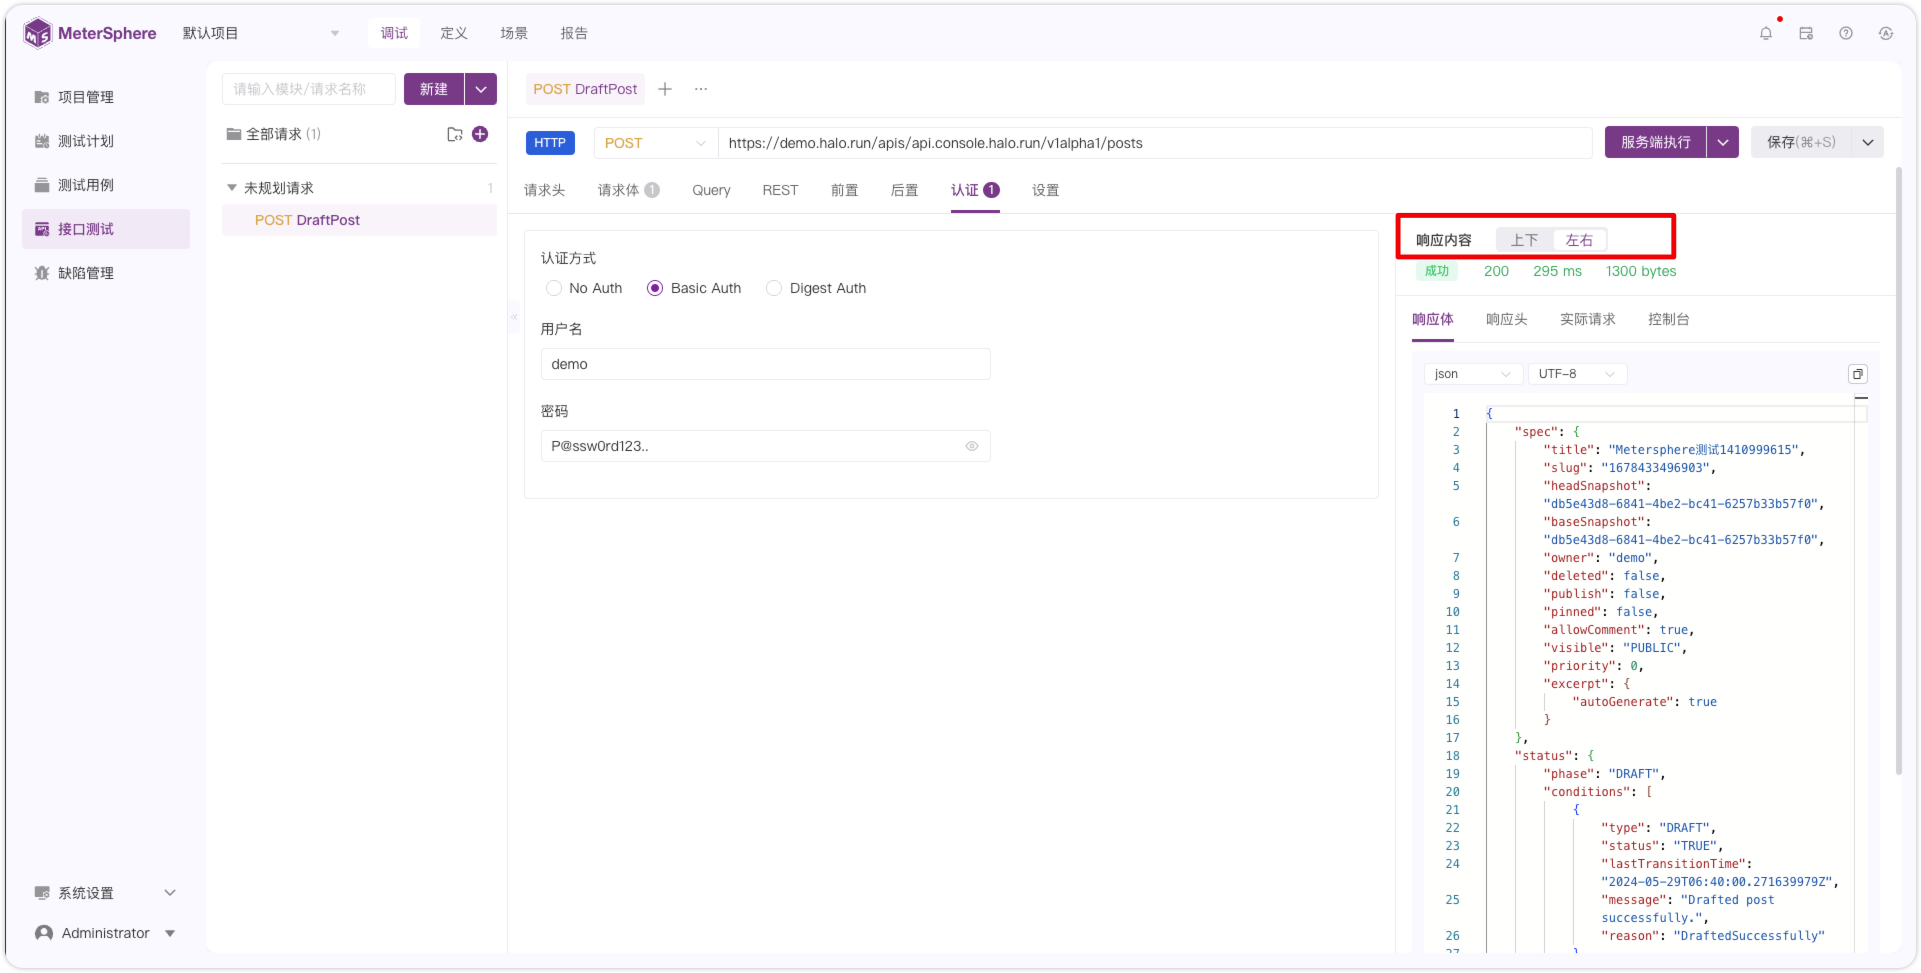 MeterSphere
默认项目
调试
定义
场景
报告
项目管理
测试计划
测试用例
接口测试
缺陷管理
系统设置
Administrator
请输入模块/请求名称
新建
全部请求 (1)
未规划请求
1
POST DraftPost
POST DraftPost
HTTP
POST
https://demo.halo.run/apis/api.console.halo.run/v1alpha1/posts
服务端执行
保存(⌘+S)
请求头
请求体 1
Query
REST
前置
后置
认证 1
设置
认证方式
No Auth
Basic Auth
Digest Auth
用户名
demo
密码
P@ssw0rd123..
响应内容
上下
左右
成功
200
295 ms
1300 bytes
响应体
响应头
实际请求
控制台
json
UTF-8
1 {
2 "spec": {
3 "title": "Metersphere测试1410999615",
4 "slug": "1678433496903",
5 "headSnapshot":
"db5e43d8-6841-4be2-bc41-6257b33b57f0",
6 "baseSnapshot":
"db5e43d8-6841-4be2-bc41-6257b33b57f0",
7 "owner": "demo",
8 "deleted": false,
9 "publish": false,
10 "pinned": false,
11 "allowComment": true,
12 "visible": "PUBLIC",
13 "priority": 0,
14 "excerpt": {
15 "autoGenerate": true
16 }
17 },
18 "status": {
19 "phase": "DRAFT",
20 "conditions": [
21 {
22 "type": "DRAFT",
23 "status": "TRUE",
24 "lastTransitionTime":
"2024-05-29T06:40:00.271639979Z",
25 "message": "Drafted post
successfully.",
26 "reason": "DraftedSuccessfully"
27 }